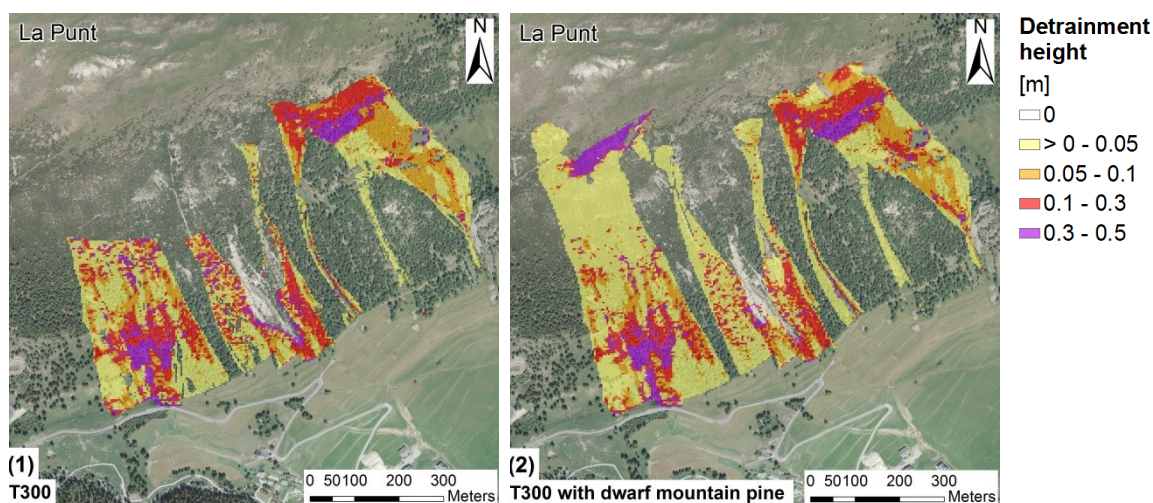 La Punt
N
(1)
T300
0 50100 200 300
Meters
La Punt
N
(2)
T300 with dwarf mountain pine
0 50100 200 300
Meters
Detrainment
height
[m]
0
> 0 - 0.05
0.05 - 0.1
0.1 - 0.3
0.3 - 0.5